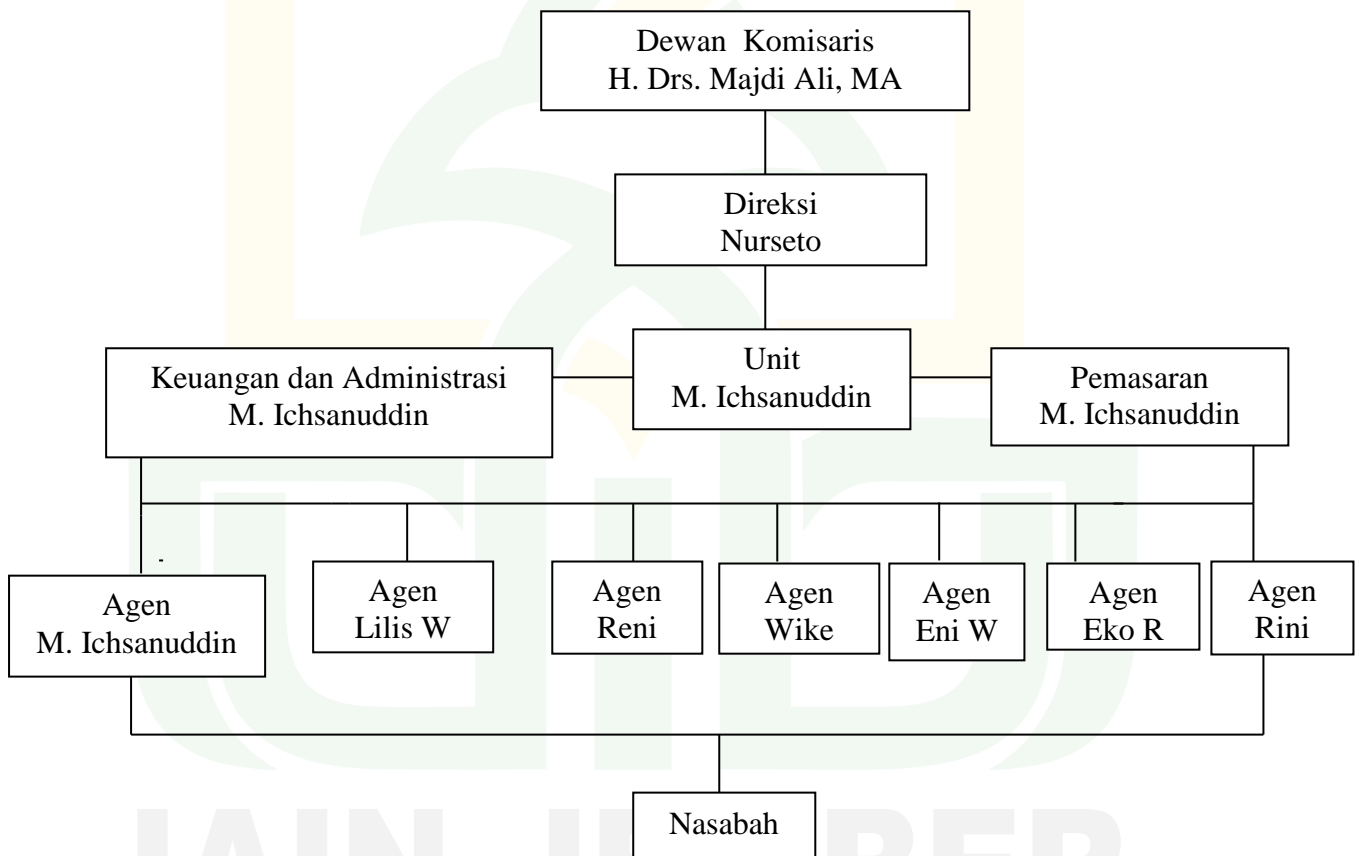 Dewan Komisaris
H. Drs. Majdi Ali, MA
Direksi
Nurseto
Keuangan dan Administrasi
M. Ichsanuddin
Unit
M. Ichsanuddin
Pemasaran
M. Ichsanuddin
Agen
M. Ichsanuddin
Agen
Lilis W
Agen
Reni
Agen
Wike
Agen
Eni W
Agen
Eko R
Agen
Rini
Nasabah